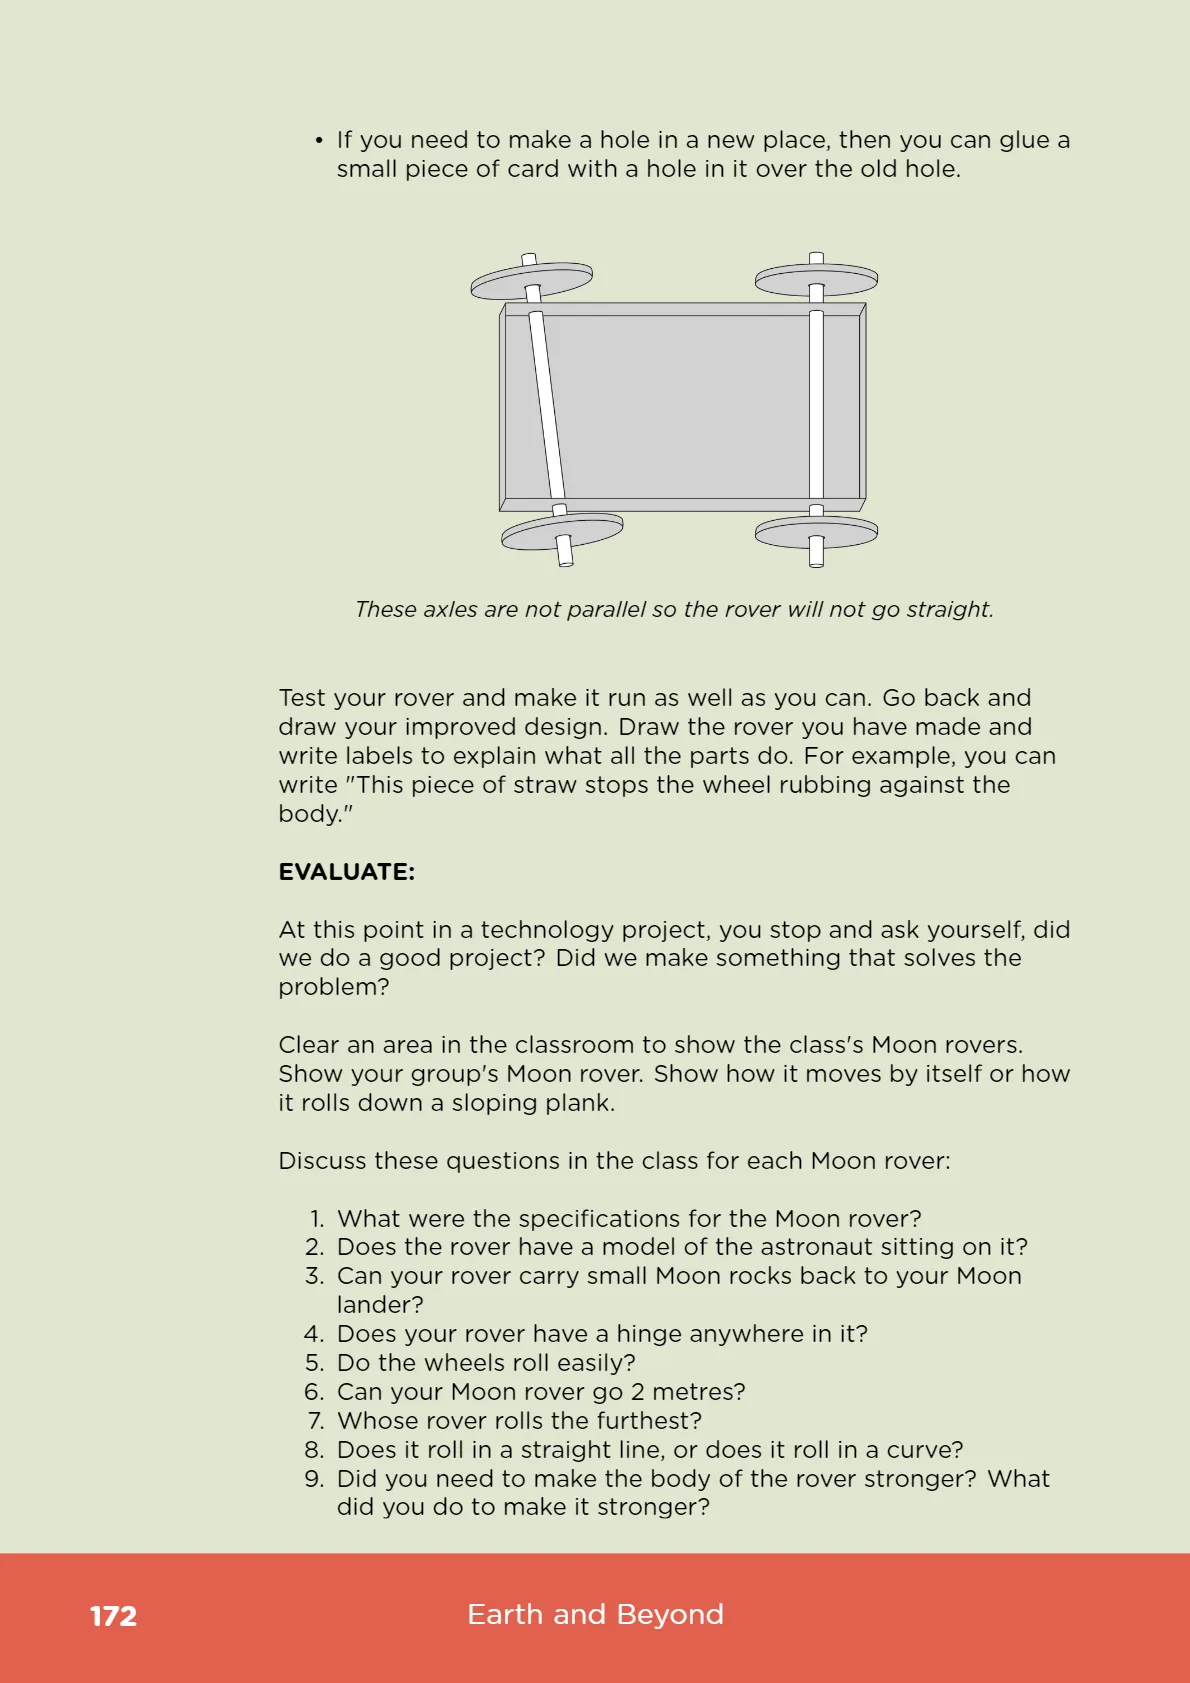 • If you need to make a hole in a new place, then you can glue a
small piece of card with a hole in it over the old hole.
These axles are not parallel so the rover will not go straight.
Test your rover and make it run as well as you can. Go back and
draw your improved design. Draw the rover you have made and
write labels to explain what all the parts do. For example, you can
write "This piece of straw stops the wheel rubbing against the
body."
EVALUATE:
At this point in a technology project, you stop and ask yourself, did
we do a good project? Did we make something that solves the
problem?
Clear an area in the classroom to show the class's Moon rovers.
Show your group's Moon rover. Show how it moves by itself or how
it rolls down a sloping plank.
Discuss these questions in the class for each Moon rover:
1. What were the specifications for the Moon rover?
2. Does the rover have a model of the astronaut sitting on it?
3. Can your rover carry small Moon rocks back to your Moon
lander?
4. Does your rover have a hinge anywhere in it?
5. Do the wheels roll easily?
6. Can your Moon rover go 2 metres?
7. Whose rover rolls the furthest?
8. Does it roll in a straight line, or does it roll in a curve?
9. Did you need to make the body of the rover stronger? What
did you do to make it stronger?
172 Earth and Beyond